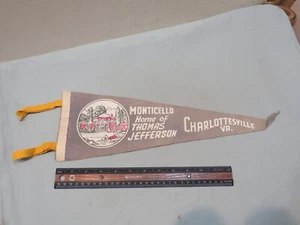 MONTICELLO
Home of
THOMAS
JEFFERSON
CHARLOTTESVILLE
VA.